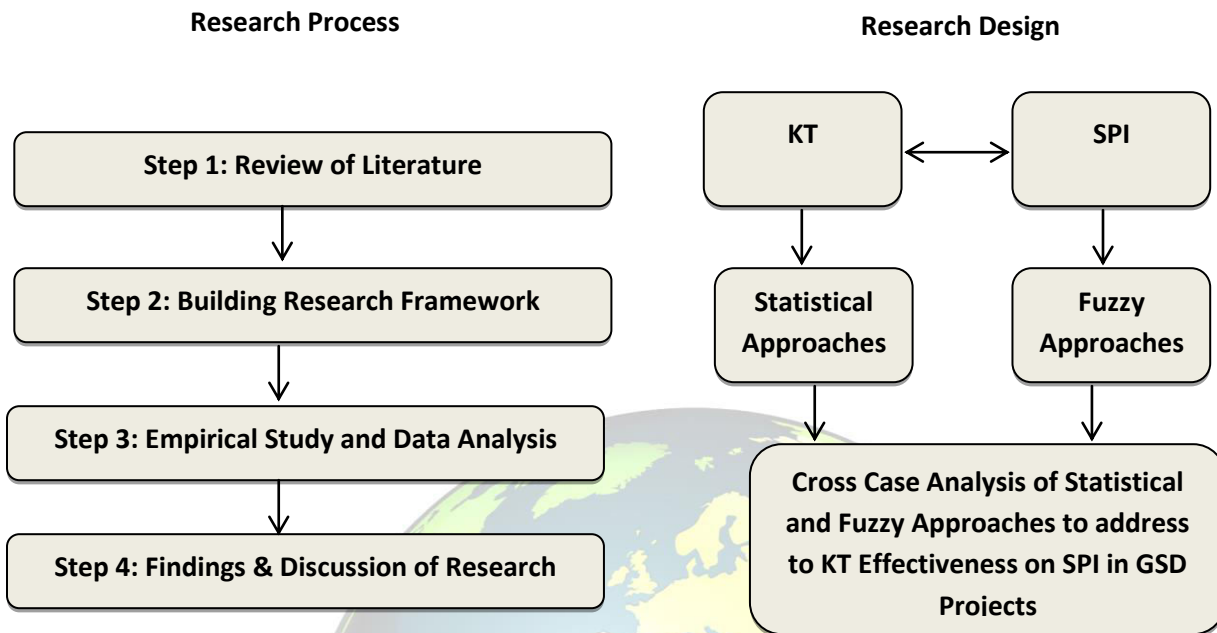 Research Process
Step 1: Review of Literature
Step 2: Building Research Framework
Step 3: Empirical Study and Data Analysis
Step 4: Findings & Discussion of Research
Research Design
KT
SPI
Statistical
Approaches
Fuzzy
Approaches
Cross Case Analysis of Statistical
and Fuzzy Approaches to address
to KT Effectiveness on SPI in GSD
Projects